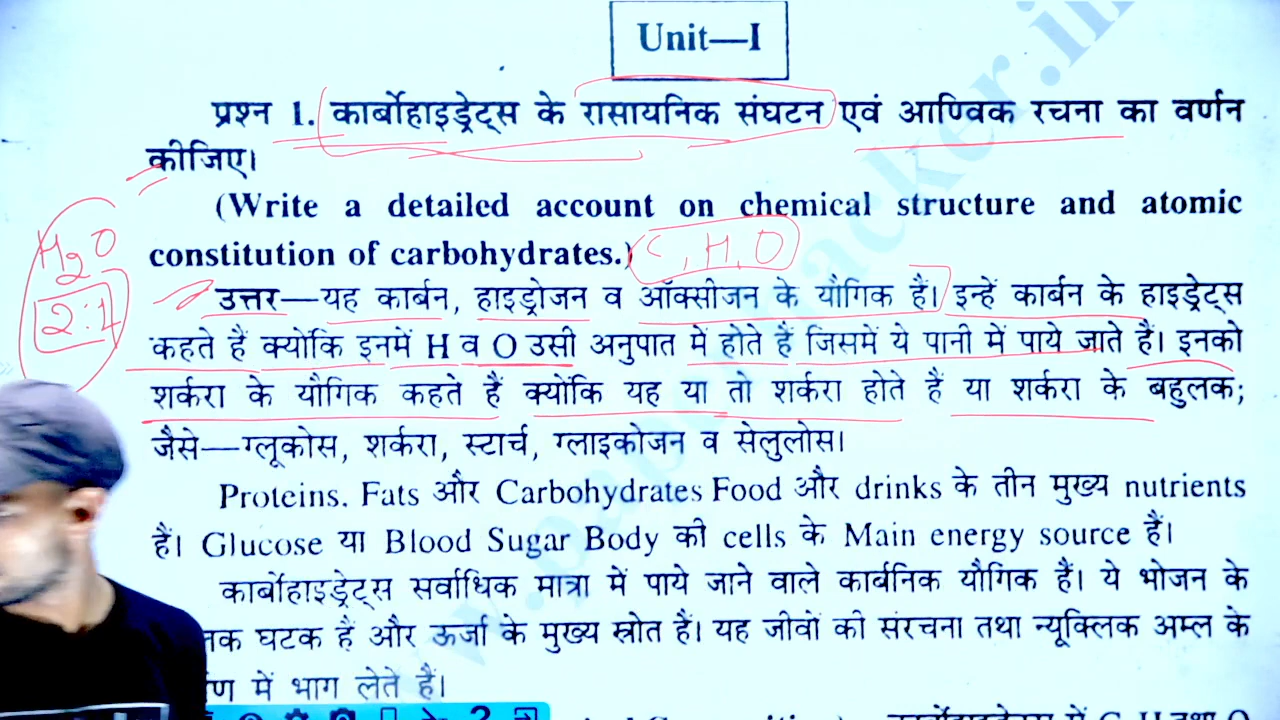 Unit—I
प्रश्न 1. कार्बोहाइड्रेट्स के रासायनिक संघटन एवं आण्विक रचना का वर्णन
कीजिए।
(Write a detailed account on chemical structure and atomic
constitution of carbohydrates.)
C, H, O
H2O
2:1
उत्तर—यह कार्बन, हाइड्रोजन व ऑक्सीजन के यौगिक हैं। इन्हें कार्बन के हाइड्रेट्स
कहते हैं क्योंकि इनमें H व O उसी अनुपात में होते हैं जिसमें ये पानी में पाये जाते है। इनको
शर्करा के यौगिक कहते हैं क्योंकि यह या तो शर्करा होते है या शर्करा के बहुलक;
जैसे—ग्लूकोस, शर्करा, स्टार्च, ग्लाइकोजन व सेलुलोस।
Proteins. Fats और Carbohydrates Food और drinks के तीन मुख्य nutrients
हैं। Glucose या Blood Sugar Body की cells के Main energy source हैं।
कार्बोहाइड्रेट्स सर्वाधिक मात्रा में पाये जाने वाले कार्बनिक यौगिक हैं। ये भोजन के
घटक हैं और ऊर्जा के मुख्य स्रोत हैं। यह जीवों की संरचना तथा न्यूक्लिक अम्ल के
में भाग लेते हैं।